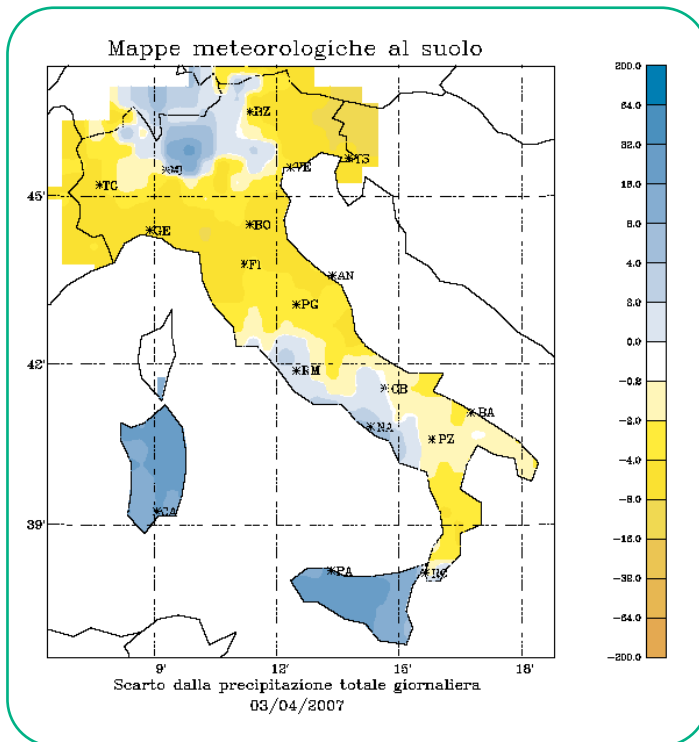 Mappe meteorologiche al suolo
200.0
64.0
32.0
16.0
8.0
4.0
2.0
0.0
-0.8
-2.0
-4.0
-8.0
-16.0
-32.0
-64.0
-200.0
*BZ
*TS
*MI
*VE
*TO
45'
*GE
*BO
*FI
*AN
*PG
42'
*RM
*CB
*BA
*NA
*PZ
39'
*CA
*PA
*RC
9'
12'
15'
18'
Scarto dalla precipitazione totale giornaliera
03/04/2007